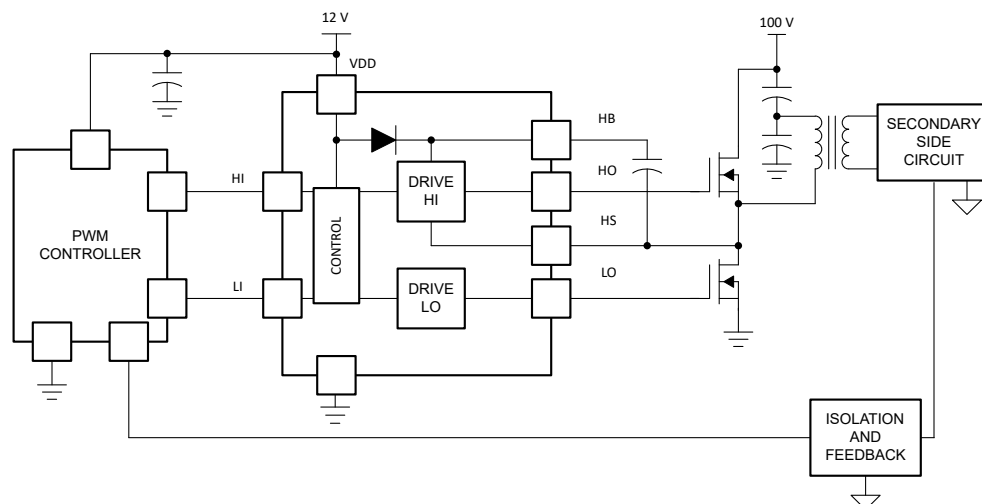 12 V
100 V
VDD
HB
SECONDARY
SIDE
CIRCUIT
HI
DRIVE
HI
HO
PWM
CONTROLLER
CONTROL
HS
LI
DRIVE
LO
LO
ISOLATION
AND
FEEDBACK